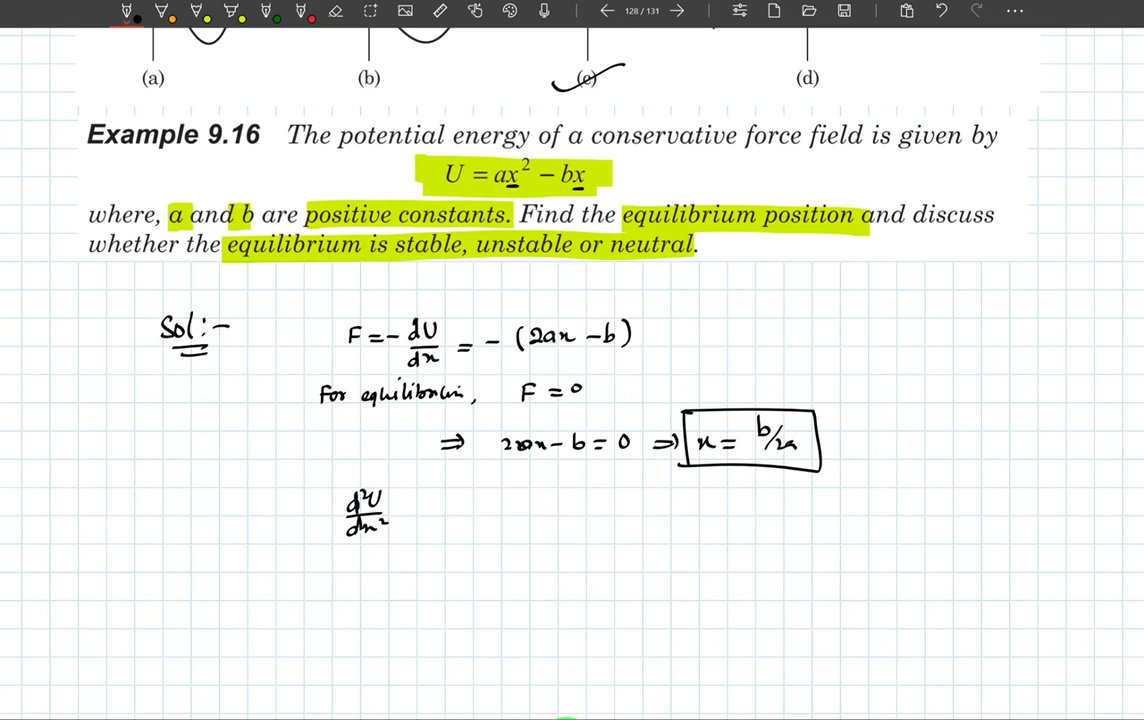 128 / 131
(a) (b) (c) (d)
Example 9.16 The potential energy of a conservative force field is given by
U = ax² – bx
where, a and b are positive constants. Find the equilibrium position and discuss
whether the equilibrium is stable, unstable or neutral.
Sol:- F = - dU/dx = - (2ax - b)
For equilibrium, F = 0
⇒ 2ax - b = 0 ⇒ x = b/2a
d²U/dx²